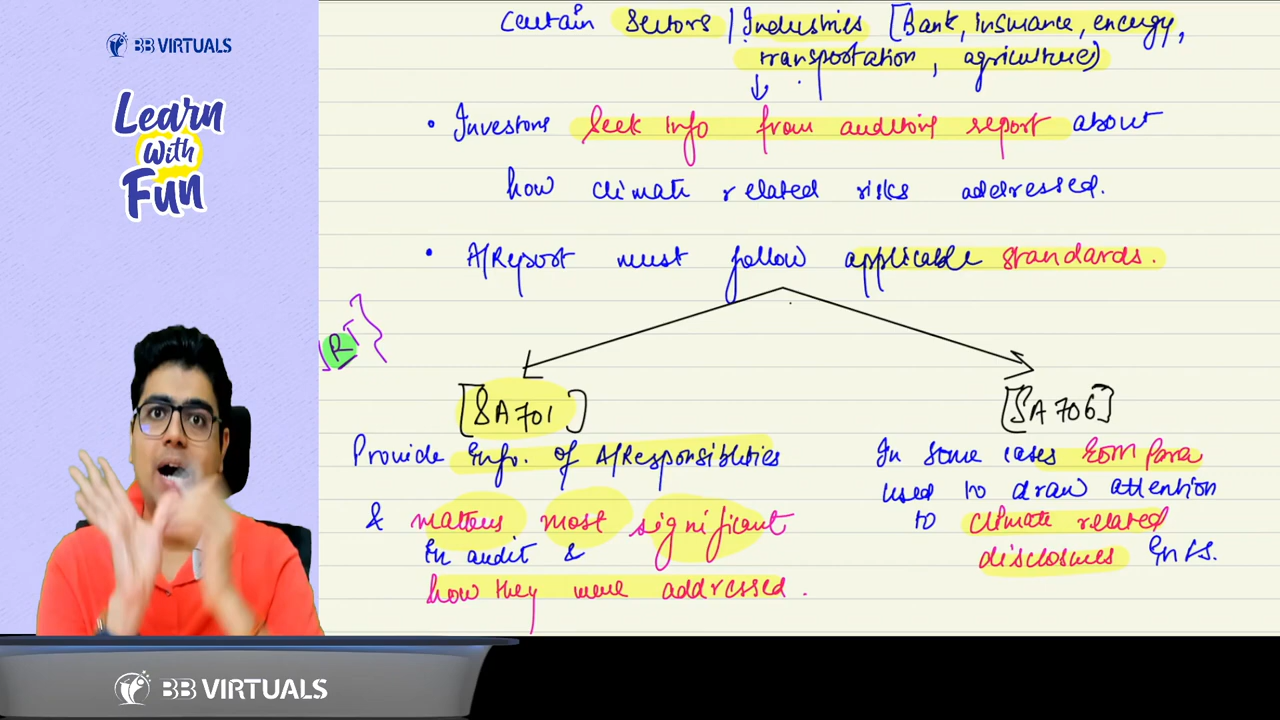 BB VIRTUALS
Learn
With
Fun
Certain Sectors / Industries [Bank, insurance, energy,
transportation, agriculture)
• Investors seek info from auditing report about
how climate related risks addressed.
• A/Report must follow applicable standards.
RT}
[SA 701]
Provide Info. of A/Responsiblities
& matters most significant
in audit &
how they were addressed.
[SA 706]
In some cases EOM Para
used to draw attention
to climate related
disclosures in FS.
BB VIRTUALS